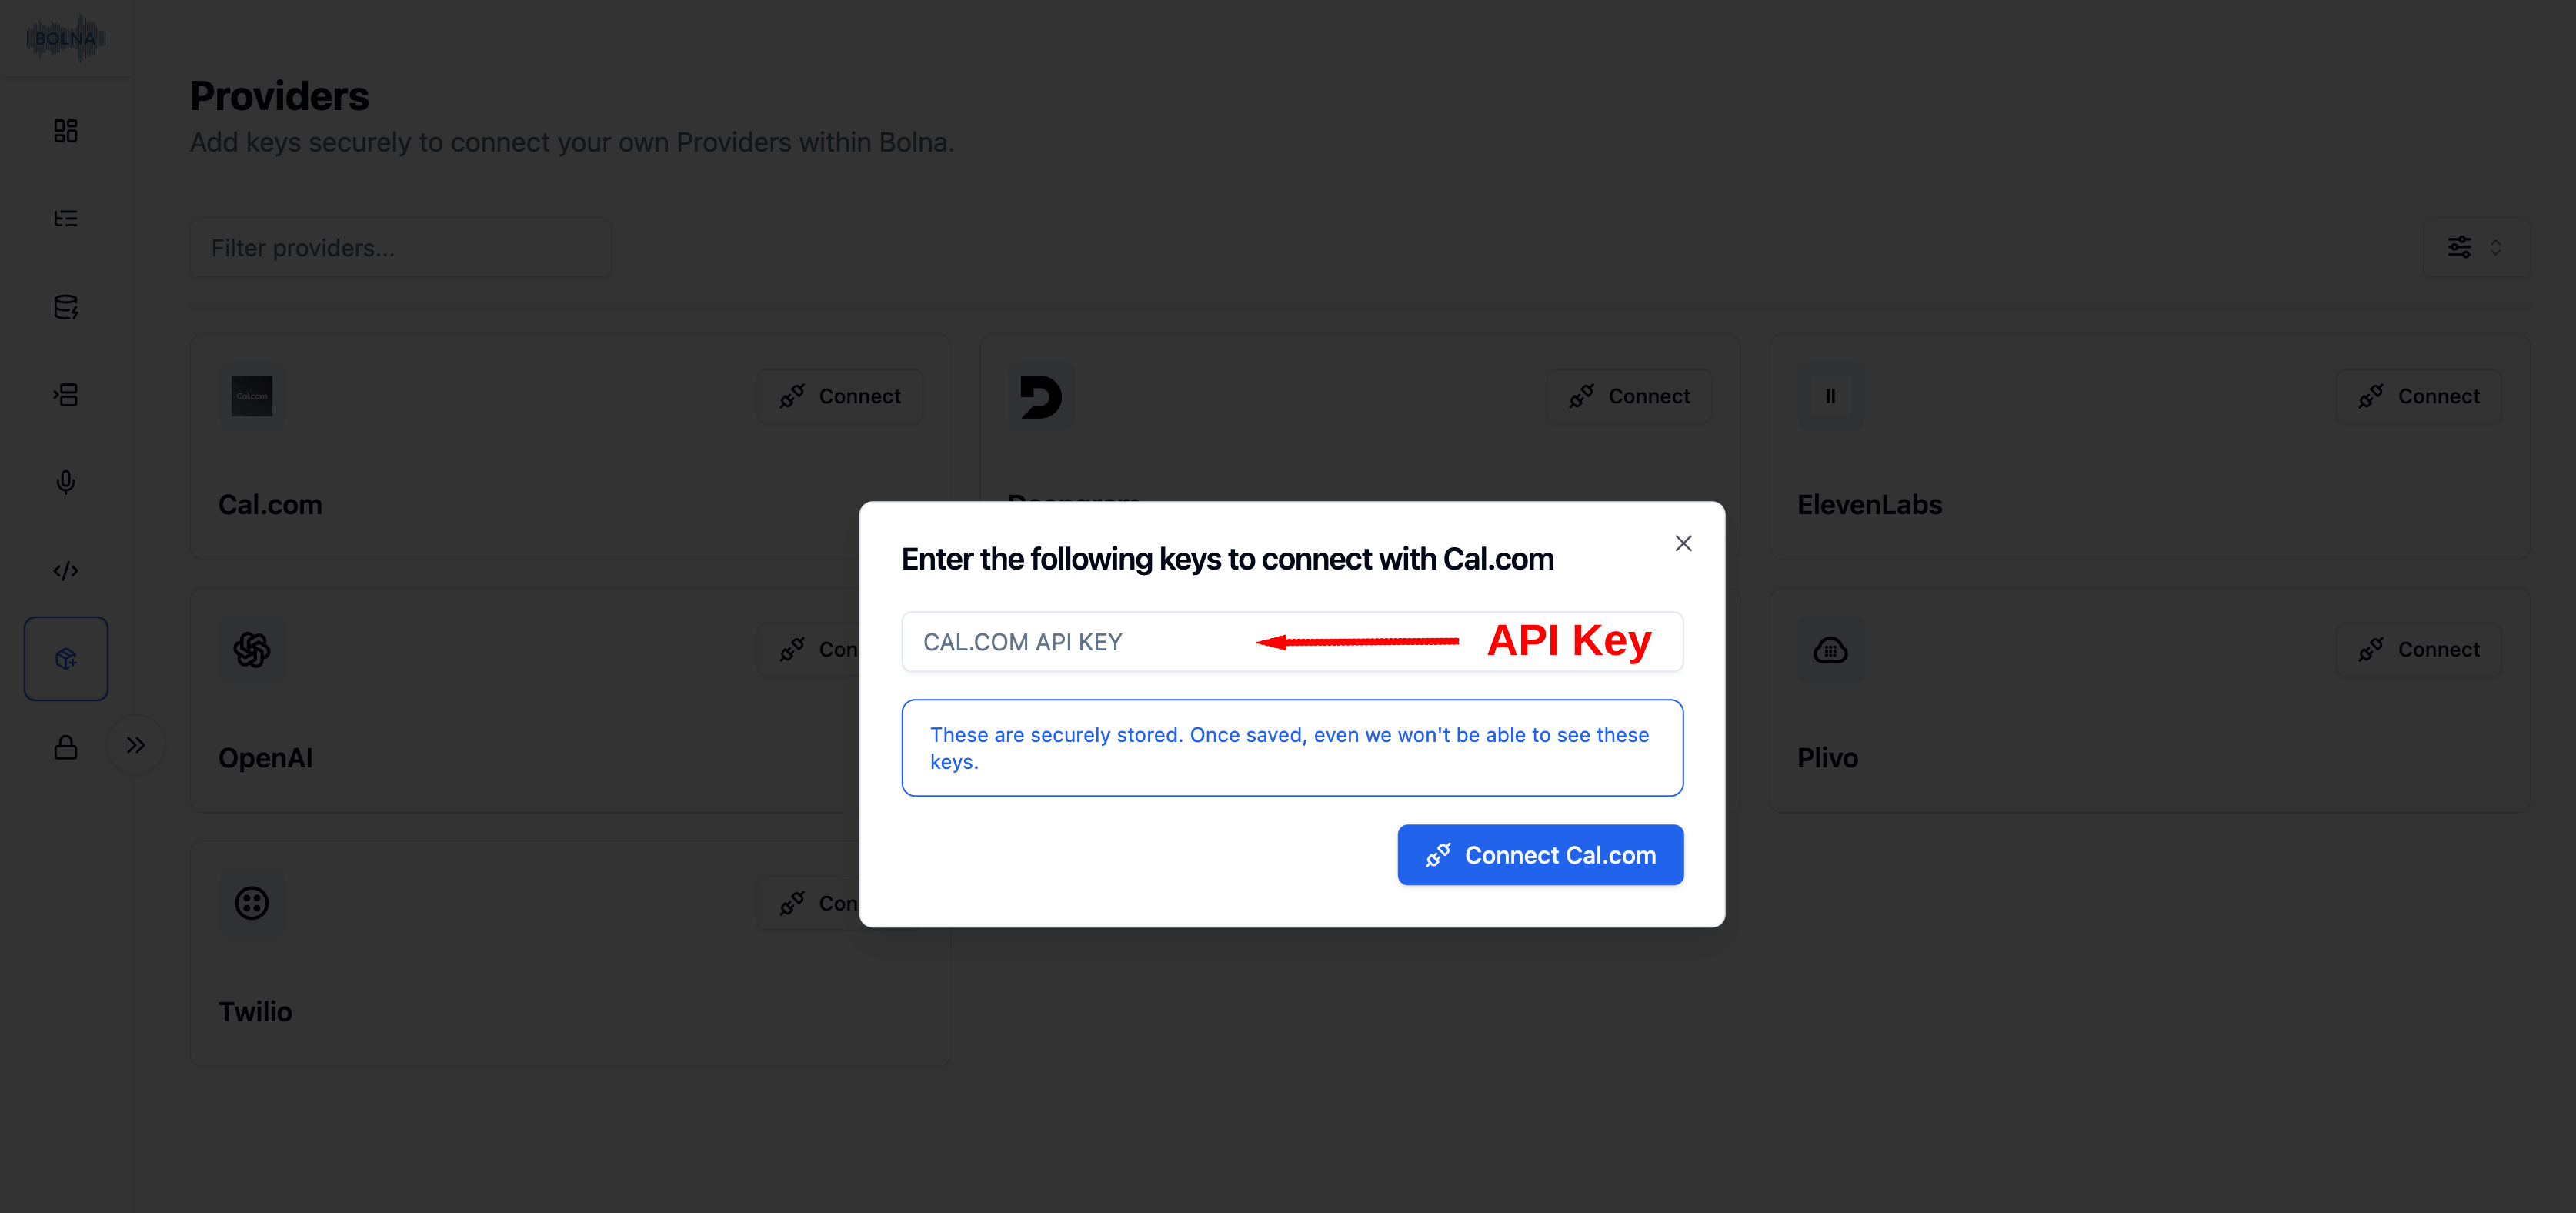 BOLNA
Providers
Add keys securely to connect your own Providers within Bolna.
Filter providers...
Cal.com
Connect
Connect
Connect
Cal.com
ElevenLabs
Enter the following keys to connect with Cal.com
CAL.COM API KEY
API Key
These are securely stored. Once saved, even we won't be able to see these
keys.
Connect Cal.com
Con
Connect
OpenAI
Plivo
Con
Twilio